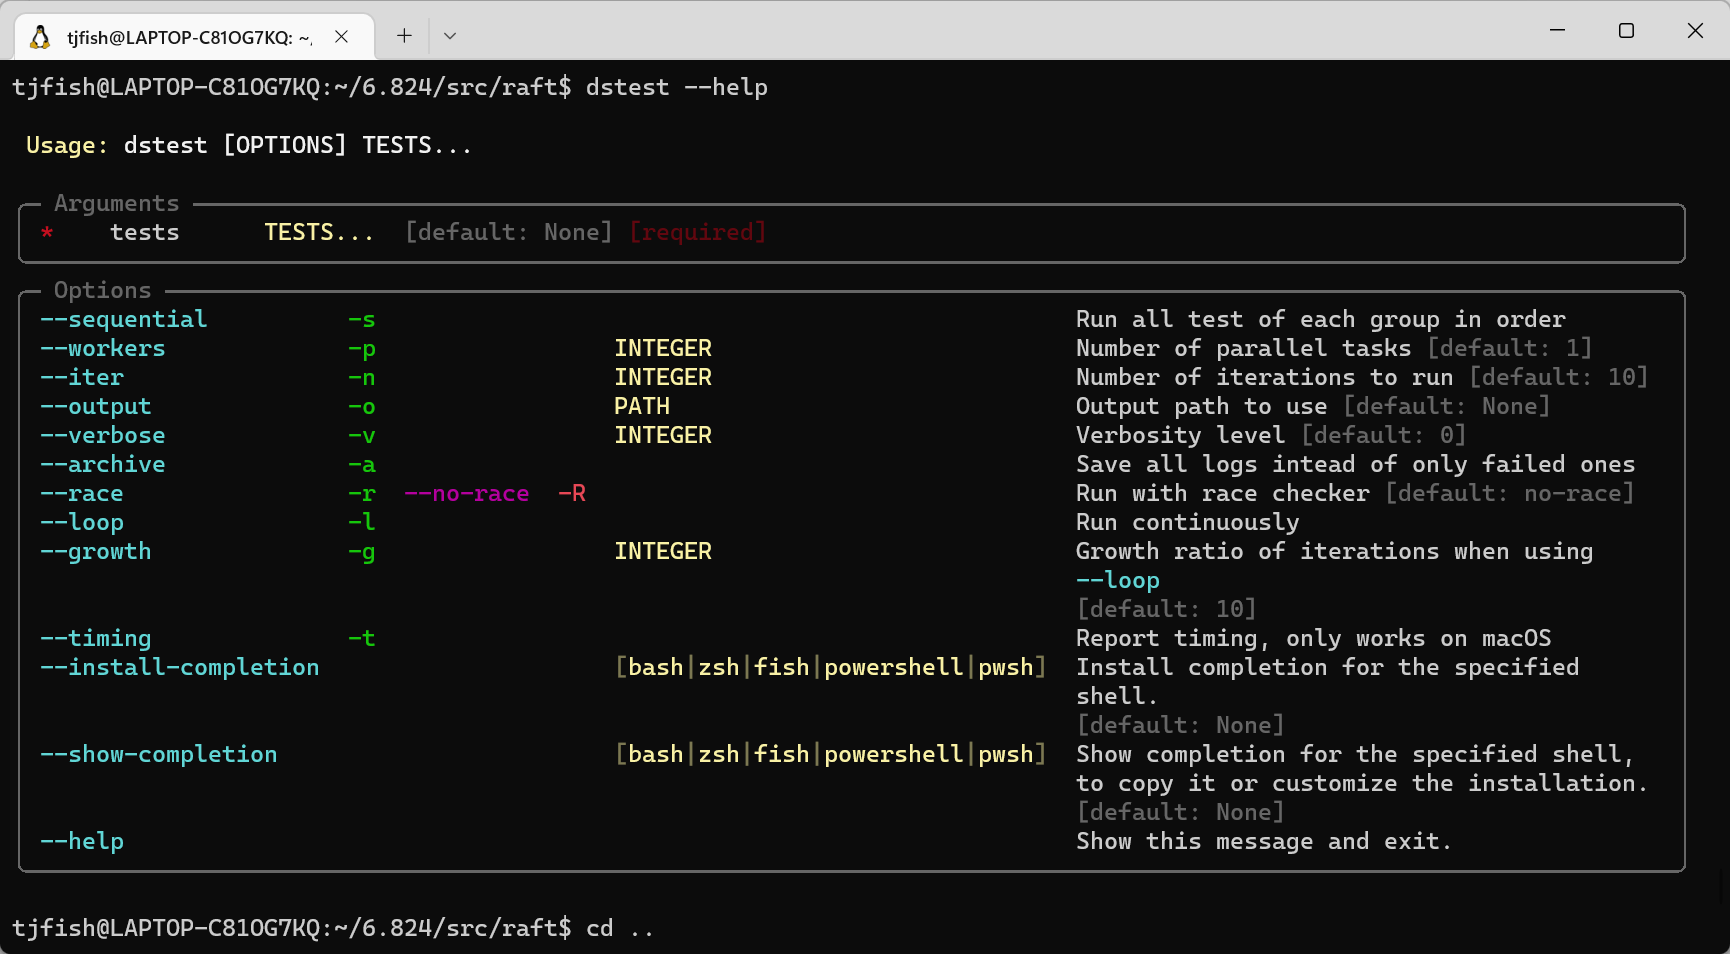 tjfish@LAPTOP-C81OG7KQ: ~,
tjfish@LAPTOP-C81OG7KQ:~/6.824/src/raft$ dstest --help
Usage: dstest [OPTIONS] TESTS...
Arguments
* tests TESTS... [default: None] [required]
Options
--sequential -s Run all test of each group in order
--workers -p INTEGER Number of parallel tasks [default: 1]
--iter -n INTEGER Number of iterations to run [default: 10]
--output -o PATH Output path to use [default: None]
--verbose -v INTEGER Verbosity level [default: 0]
--archive -a Save all logs intead of only failed ones
--race -r --no-race -R Run with race checker [default: no-race]
--loop -l Run continuously
--growth -g INTEGER Growth ratio of iterations when using
--loop
[default: 10]
--timing -t Report timing, only works on macOS
--install-completion [bash|zsh|fish|powershell|pwsh] Install completion for the specified
shell.
[default: None]
--show-completion [bash|zsh|fish|powershell|pwsh] Show completion for the specified shell,
to copy it or customize the installation.
[default: None]
--help Show this message and exit.
tjfish@LAPTOP-C81OG7KQ:~/6.824/src/raft$ cd ..